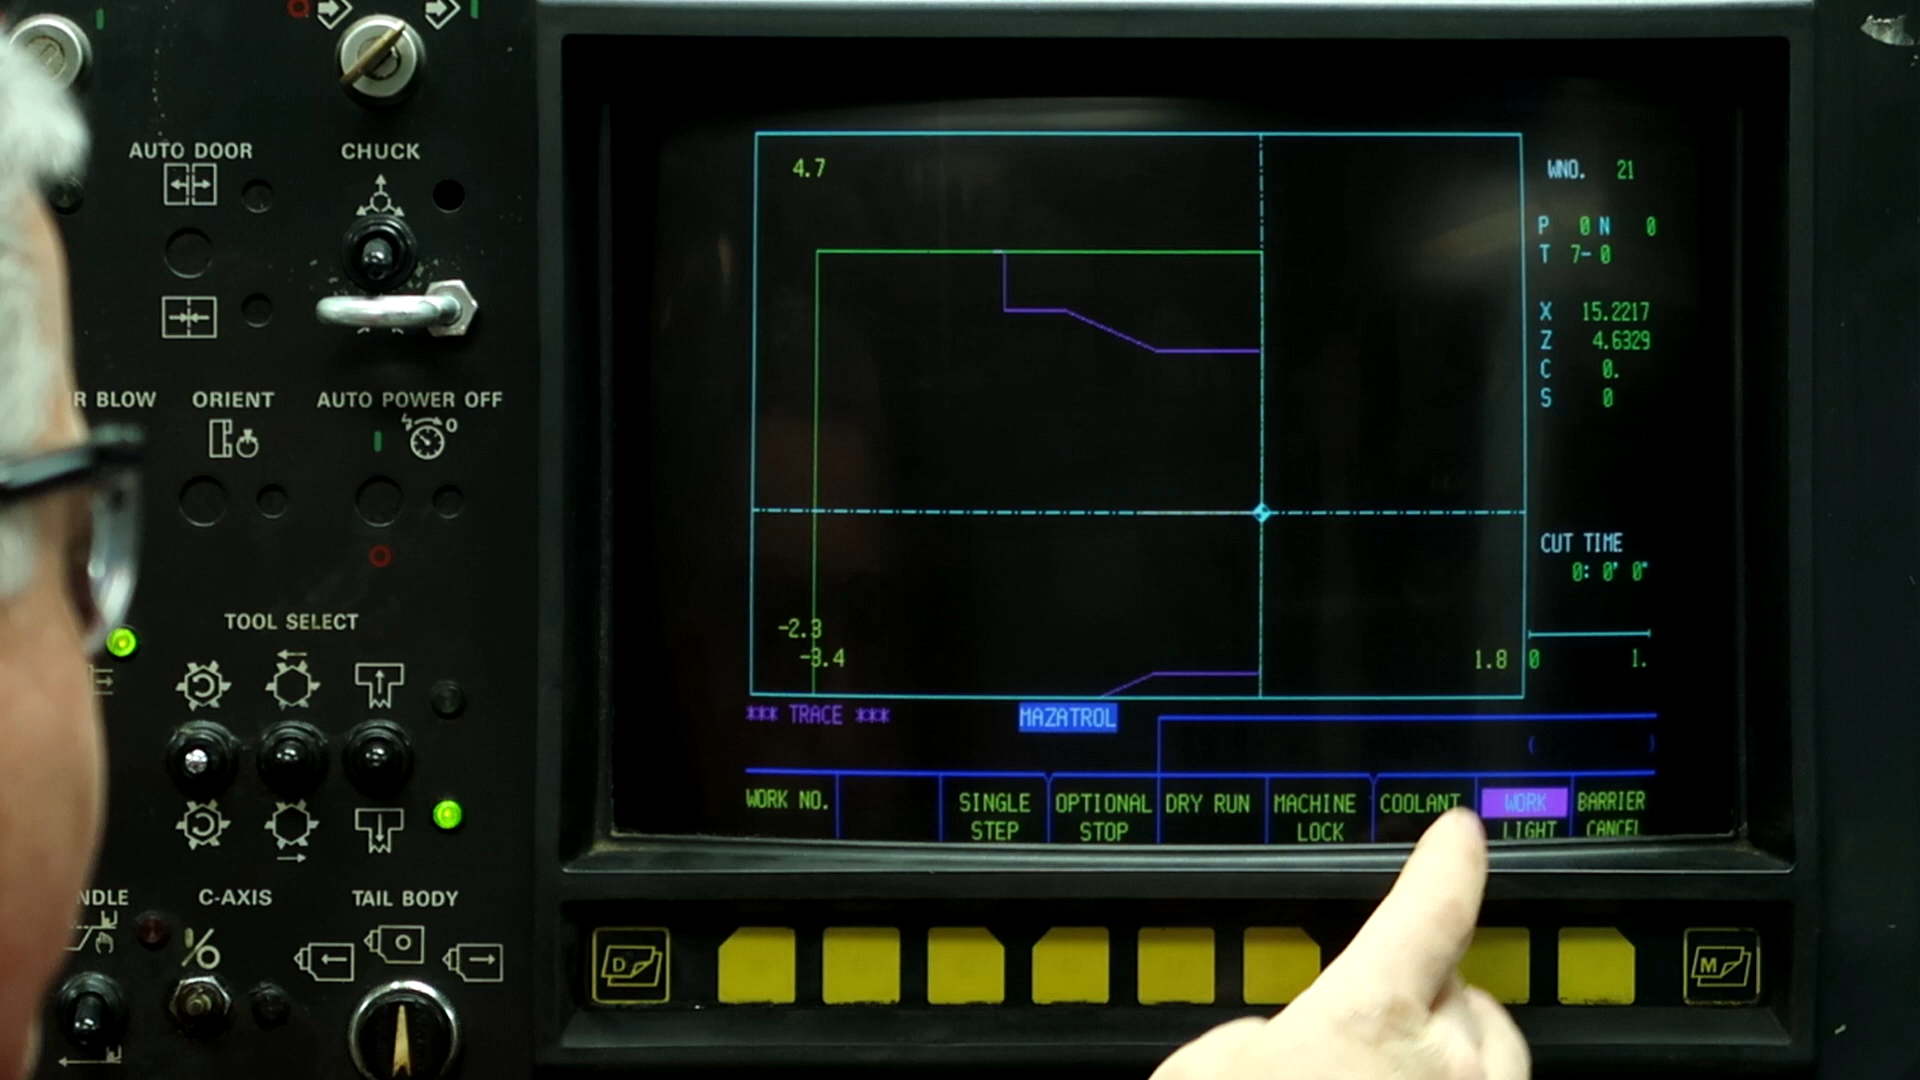 AUTO DOOR
CHUCK
R BLOW
ORIENT
AUTO POWER OFF
TOOL SELECT
NDLE
C-AXIS
TAIL BODY
4.7
-2.3
-3.4
1.8
WNO. 21
P 0 N 0
T 7- 0
X 15.2217
Z 4.6329
C 0.
S 0
CUT TIME
0: 0' 0"
0 1.
*** TRACE ***
MAZATROL
( )
WORK NO.
SINGLE STEP
OPTIONAL STOP
DRY RUN
MACHINE LOCK
COOLANT
WORK LIGHT
BARRIER CANCEL
D
M